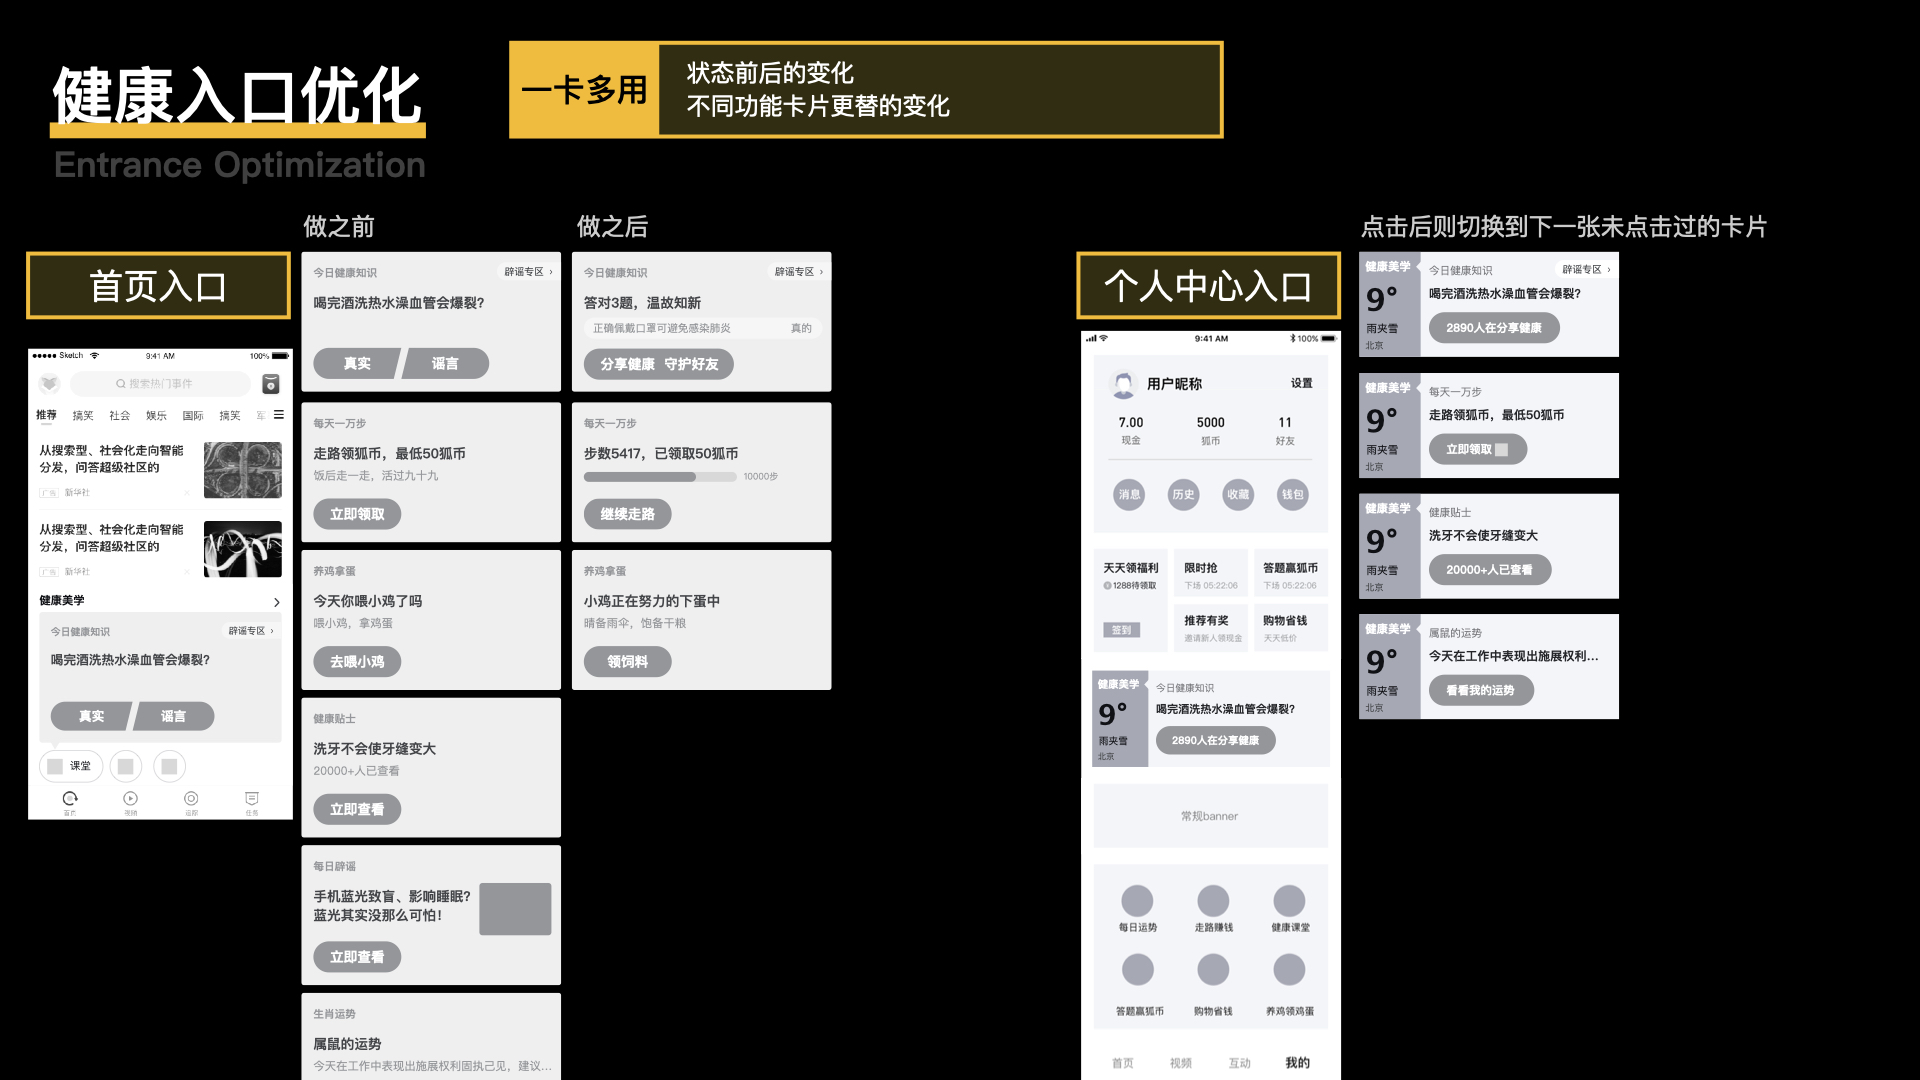 健康入口优化
Entrance Optimization
一卡多用
状态前后的变化
不同功能卡片更替的变化
首页入口
Sketch
9:41 AM
100%
搜索热门事件
推荐 搞笑 社会 娱乐 国际 搞笑 军
从搜索型、社会化走向智能
分发，问答超级社区的
广告 新华社
从搜索型、社会化走向智能
分发，问答超级社区的
广告 新华社
健康美学
今日健康知识
辟谣专区 ›
喝完酒洗热水澡血管会爆裂？
真实
谣言
课堂
首页 视频 任务
做之前
今日健康知识
辟谣专区 ›
喝完酒洗热水澡血管会爆裂？
真实
谣言
每天一万步
走路领狐币，最低50狐币
饭后走一走，活过九十九
立即领取
养鸡拿蛋
今天你喂小鸡了吗
喂小鸡，拿鸡蛋
去喂小鸡
健康贴士
洗牙不会使牙缝变大
20000+人已查看
立即查看
每日辟谣
手机蓝光致盲、影响睡眠？
蓝光其实没那么可怕！
立即查看
生肖运势
属鼠的运势
今天在工作中表现出施展权利固执己见，建议...
做之后
今日健康知识
辟谣专区 ›
答对3题，温故知新
正确佩戴口罩可避免感染肺炎 真的
分享健康 守护好友
每天一万步
步数5417，已领取50狐币
10000步
继续走路
养鸡拿蛋
小鸡正在努力的下蛋中
晴备雨伞，饱备干粮
领饲料
个人中心入口
9:41 AM
100%
用户昵称
设置
7.00 5000 11
现金 狐币 好友
消息 历史 收藏 钱包
天天领福利
1288待领取
签到
限时抢
下场 05:22:06
答题赢狐币
下场 05:22:06
推荐有奖
邀请新人领现金
购物省钱
天天低价
健康美学
9°
雨夹雪
北京
今日健康知识
喝完酒洗热水澡血管会爆裂？
2890人在分享健康
常规banner
每日运势 走路赚钱 健康课堂
答题赢狐币 购物省钱 养鸡领鸡蛋
首页 视频 互动 我的
点击后则切换到下一张未点击过的卡片
健康美学
9°
雨夹雪
北京
今日健康知识
辟谣专区 ›
喝完酒洗热水澡血管会爆裂？
2890人在分享健康
健康美学
9°
雨夹雪
北京
每天一万步
走路领狐币，最低50狐币
立即领取
健康美学
9°
雨夹雪
北京
健康贴士
洗牙不会使牙缝变大
20000+人已查看
健康美学
9°
雨夹雪
北京
属鼠的运势
今天在工作中表现出施展权利...
看看我的运势